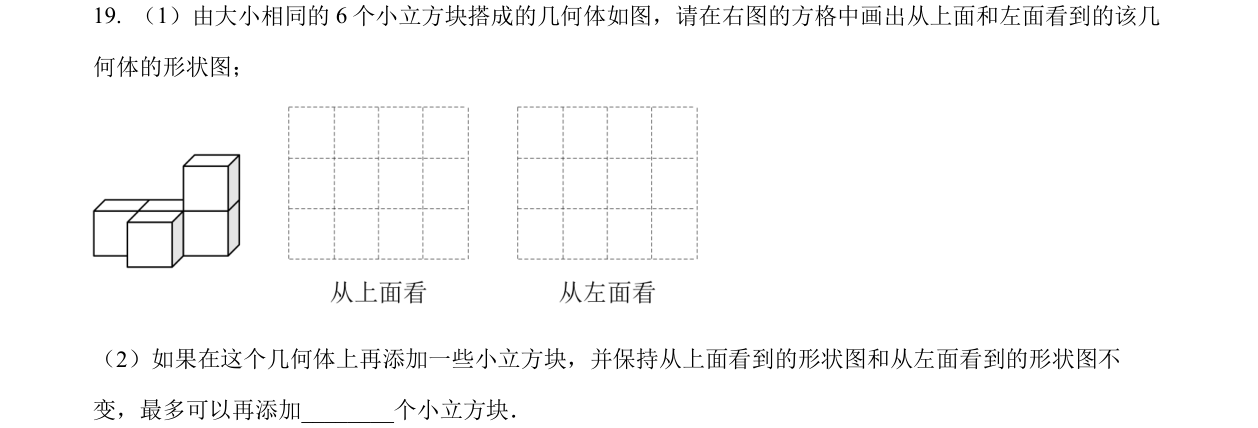 19. （1）由大小相同的 6 个小立方块搭成的几何体如图，请在右图的方格中画出从上面和左面看到的该几
何体的形状图；
从上面看 从左面看
（2）如果在这个几何体上再添加一些小立方块，并保持从上面看到的形状图和从左面看到的形状图不
变，最多可以再添加________个小立方块．